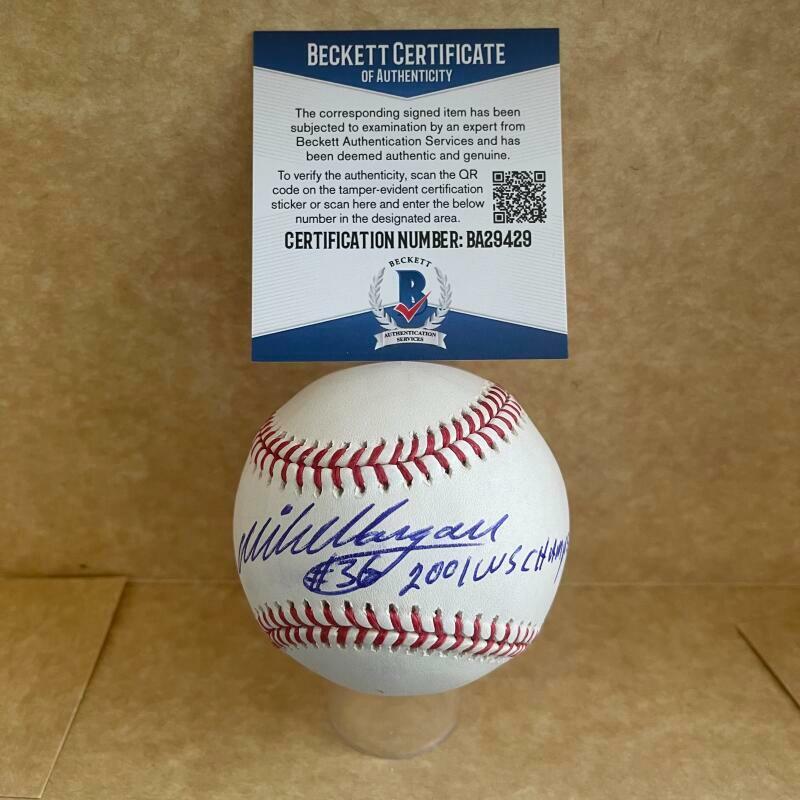 BECKETT CERTIFICATE
OF AUTHENTICITY
The corresponding signed item has been
subjected to examination by an expert from
Beckett Authentication Services and has
been deemed authentic and genuine.
To verify the authenticity, scan the QR
code on the tamper-evident certification
sticker or scan here and enter the below
number in the designated area.
CERTIFICATION NUMBER: BA29429
BECKETT
B
AUTHENTICATION
SERVICES
Mike Morgan
#36 2001 WS CHAMPS